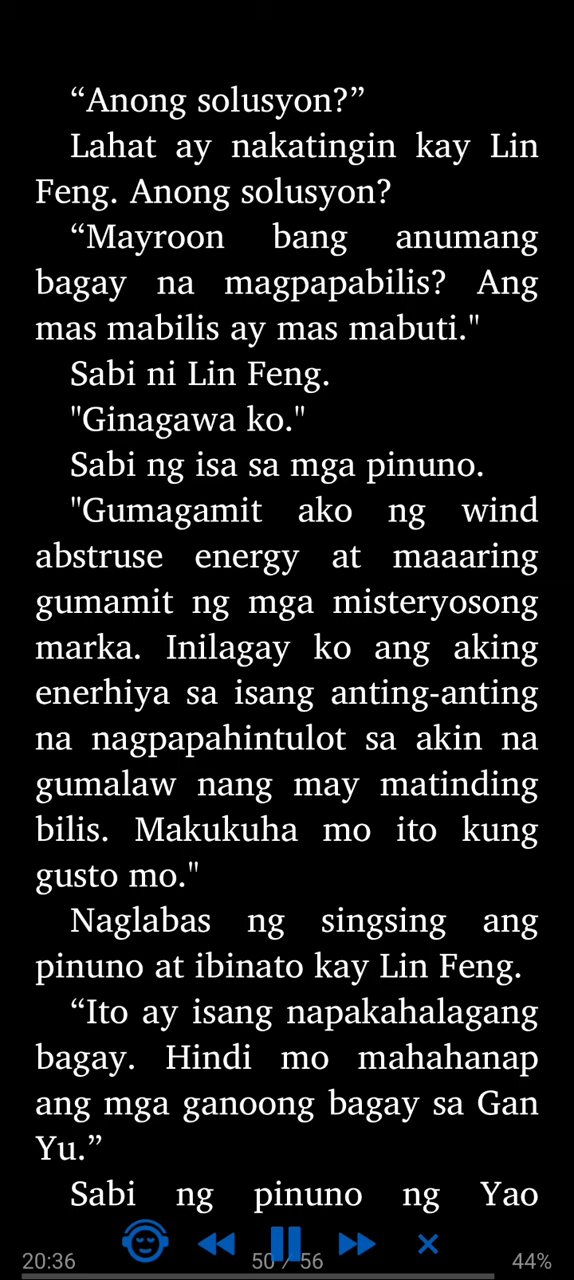 “Anong solusyon?”
Lahat ay nakatingin kay Lin
Feng. Anong solusyon?
“Mayroon bang anumang
bagay na magpapabilis? Ang
mas mabilis ay mas mabuti."
Sabi ni Lin Feng.
"Ginagawa ko."
Sabi ng isa sa mga pinuno.
"Gumagamit ako ng wind
abstruse energy at maaaring
gumamit ng mga misteryosong
marka. Inilagay ko ang aking
enerhiya sa isang anting-anting
na nagpapahintulot sa akin na
gumalaw nang may matinding
bilis. Makukuha mo ito kung
gusto mo."
Naglabas ng singsing ang
pinuno at ibinato kay Lin Feng.
“Ito ay isang napakahalagang
bagay. Hindi mo mahahanap
ang mga ganoong bagay sa Gan
Yu.”
Sabi ng pinuno ng Yao
20:36 50 / 56 44%